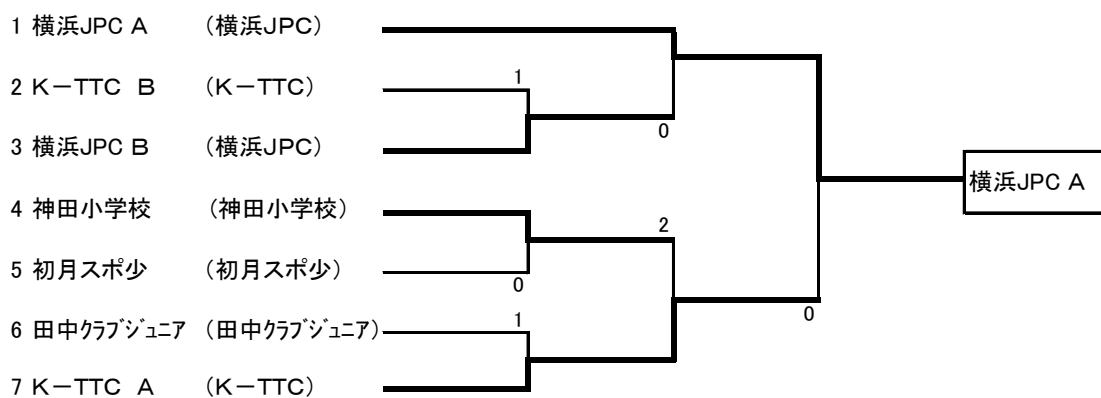 1 横浜JPC A （横浜JPC）
2 K－TTC B （K－TTC）
1
3 横浜JPC B （横浜JPC）
0
横浜JPC A
4 神田小学校 （神田小学校）
2
5 初月スポ少 （初月スポ少）
0
6 田中ｸﾗﾌﾞｼﾞｭﾆｱ （田中ｸﾗﾌﾞｼﾞｭﾆｱ）
1
0
7 K－TTC A （K－TTC）